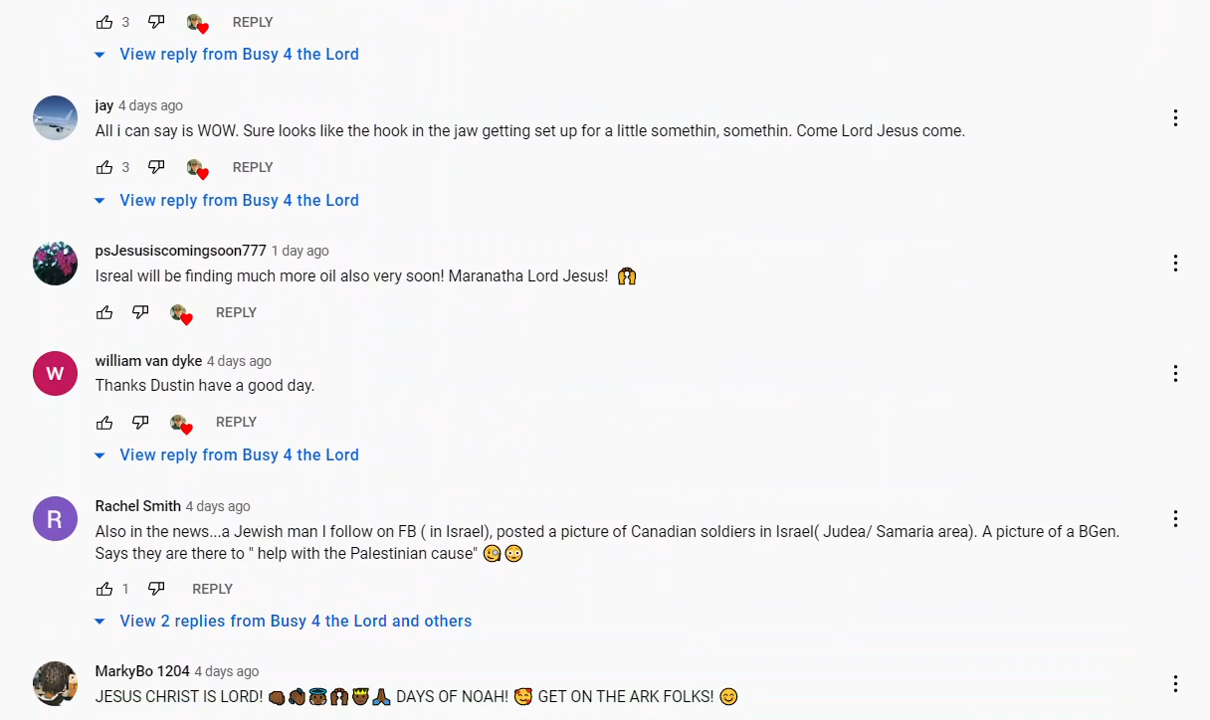 3 REPLY
View reply from Busy 4 the Lord
jay 4 days ago
All i can say is WOW. Sure looks like the hook in the jaw getting set up for a little somethin, somethin. Come Lord Jesus come.
3 REPLY
View reply from Busy 4 the Lord
psJesusiscomingsoon777 1 day ago
Isreal will be finding much more oil also very soon! Maranatha Lord Jesus! 🙌
REPLY
W
william van dyke 4 days ago
Thanks Dustin have a good day.
REPLY
View reply from Busy 4 the Lord
R
Rachel Smith 4 days ago
Also in the news...a Jewish man I follow on FB ( in Israel), posted a picture of Canadian soldiers in Israel( Judea/ Samaria area). A picture of a BGen.
Says they are there to " help with the Palestinian cause" 🧐😳
1 REPLY
View 2 replies from Busy 4 the Lord and others
MarkyBo 1204 4 days ago
JESUS CHRIST IS LORD! DAYS OF NOAH! 🥰 GET ON THE ARK FOLKS! 😊